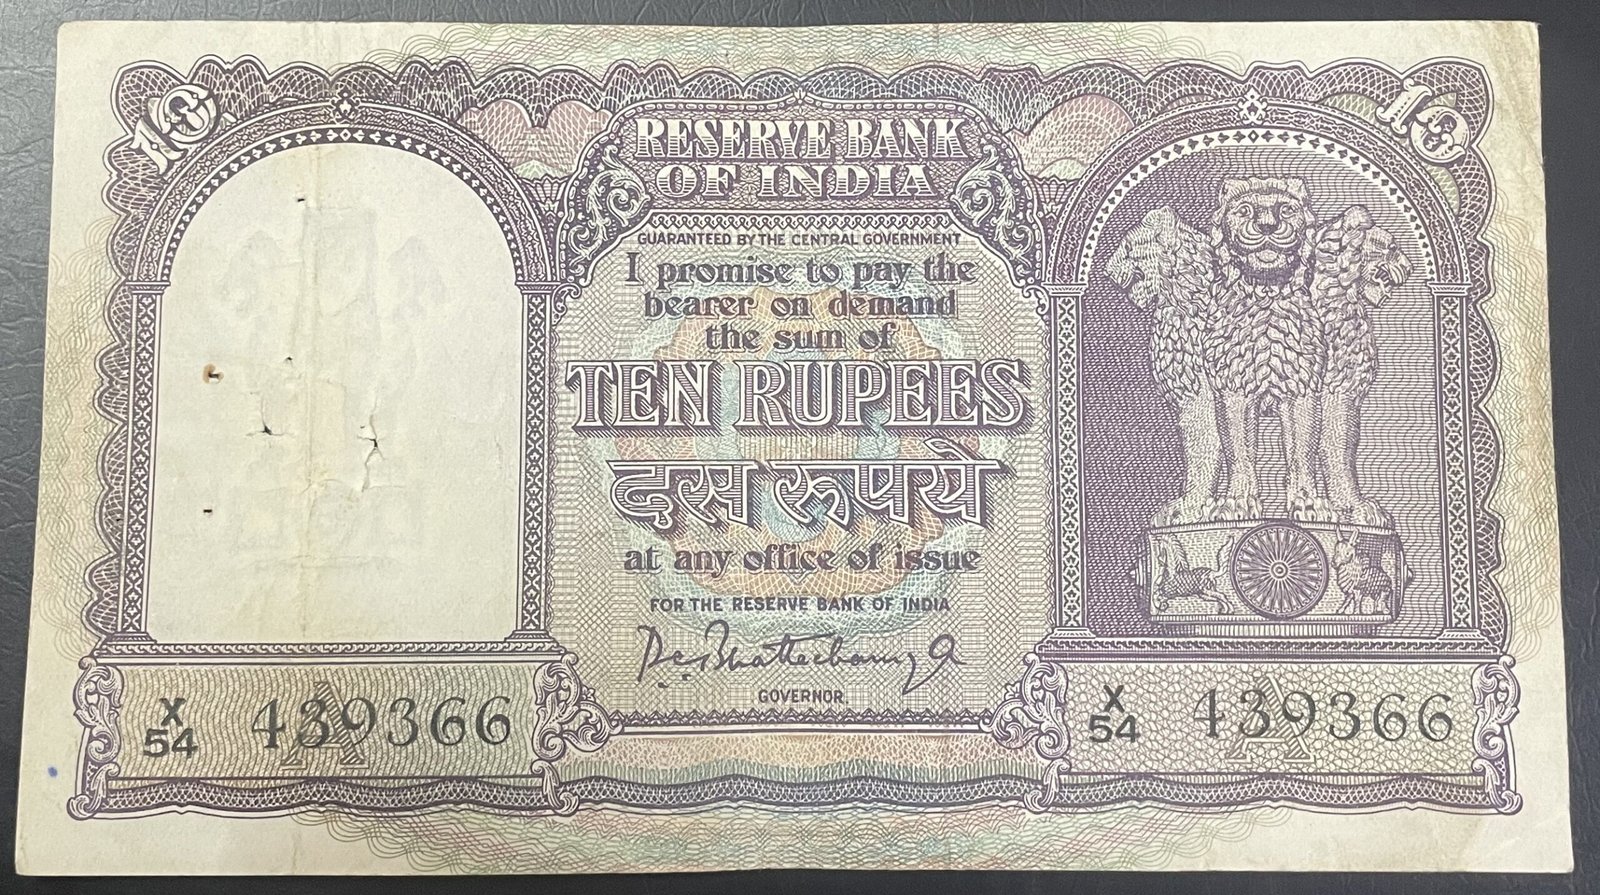 10
10
RESERVE BANK
OF INDIA
GUARANTEED BY THE CENTRAL GOVERNMENT
I promise to pay the
bearer on demand
the sum of
TEN RUPEES
दस रूपये
at any office of issue
FOR THE RESERVE BANK OF INDIA
P. C. Bhattacharyya
GOVERNOR.
X
54
439366
A
X
54
439366
A